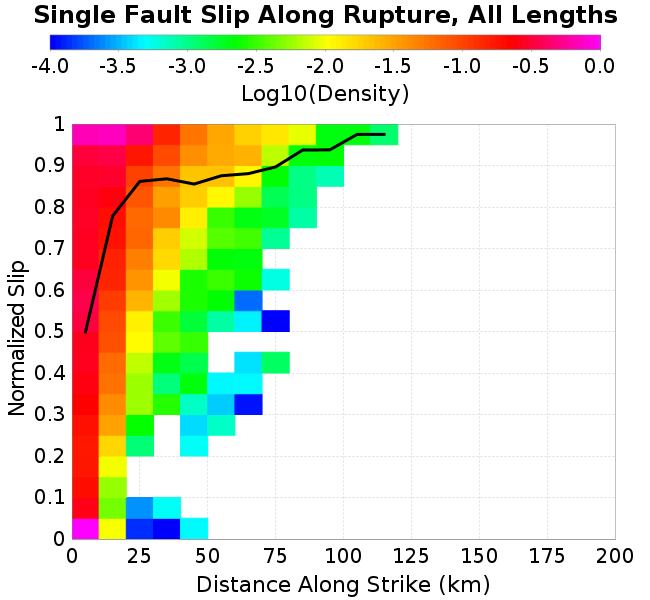 Single Fault Slip Along Rupture, All Lengths
-4.0 -3.5 -3.0 -2.5 -2.0 -1.5 -1.0 -0.5 0.0
Log10(Density)
1
0.9
0.8
0.7
0.6
0.5
0.4
0.3
0.2
0.1
0
Normalized Slip
0 25 50 75 100 125 150 175 200
Distance Along Strike (km)